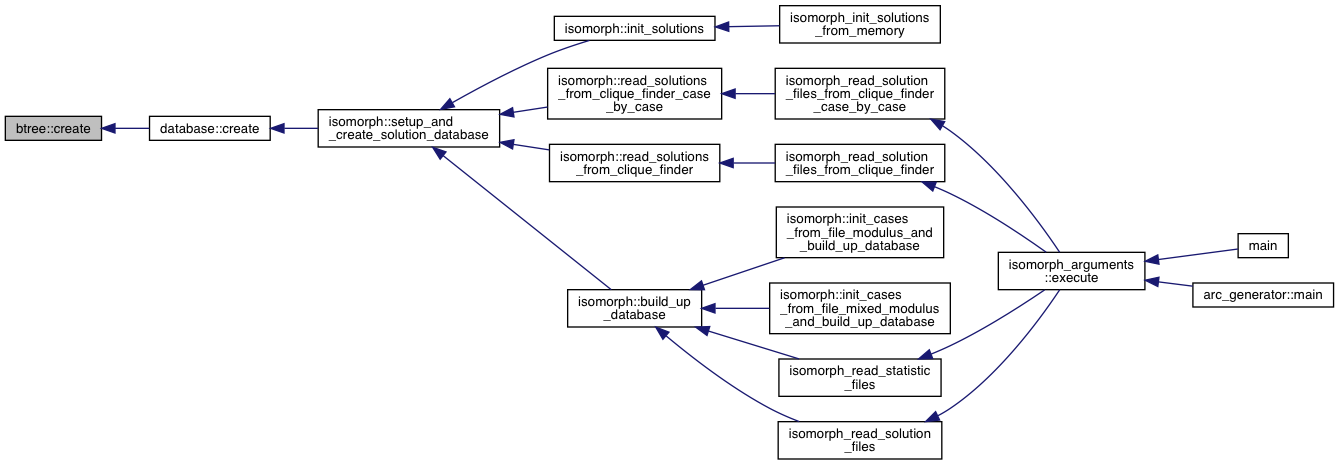 btree::create
database::create
isomorph::setup_and
_create_solution_database
isomorph::init_solutions
isomorph_init_solutions
_from_memory
isomorph::read_solutions
_from_clique_finder_case
_by_case
isomorph_read_solution
_files_from_clique_finder
_case_by_case
isomorph::read_solutions
_from_clique_finder
isomorph_read_solution
_files_from_clique_finder
isomorph::build_up
_database
isomorph::init_cases
_from_file_modulus_and
_build_up_database
isomorph::init_cases
_from_file_mixed_modulus
_and_build_up_database
isomorph_read_statistic
_files
isomorph_read_solution
_files
isomorph_arguments
::execute
main
arc_generator::main